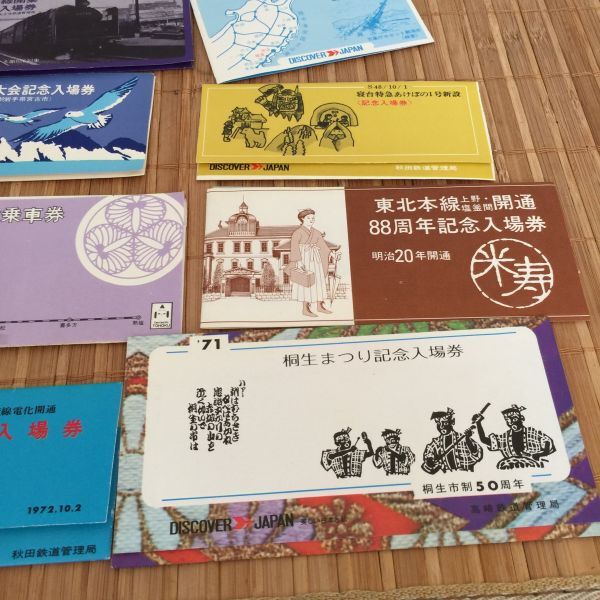 入場券
DISCOVER JAPAN
大会記念入場券
S48/10/1
寝台特急あけぼの1号新設
〈記念入場券〉
DISCOVER JAPAN
秋田鉄道管理局
乗車券
喜多方
熱塩
TOHOKU
東北本線上野・塩釜間開通
88周年記念入場券
明治20年開通
米寿
線電化開通
入場券
1972.10.2
秋田鉄道管理局
'71
桐生まつり記念入場券
桐生市制50周年
DISCOVER JAPAN
高崎鉄道管理局